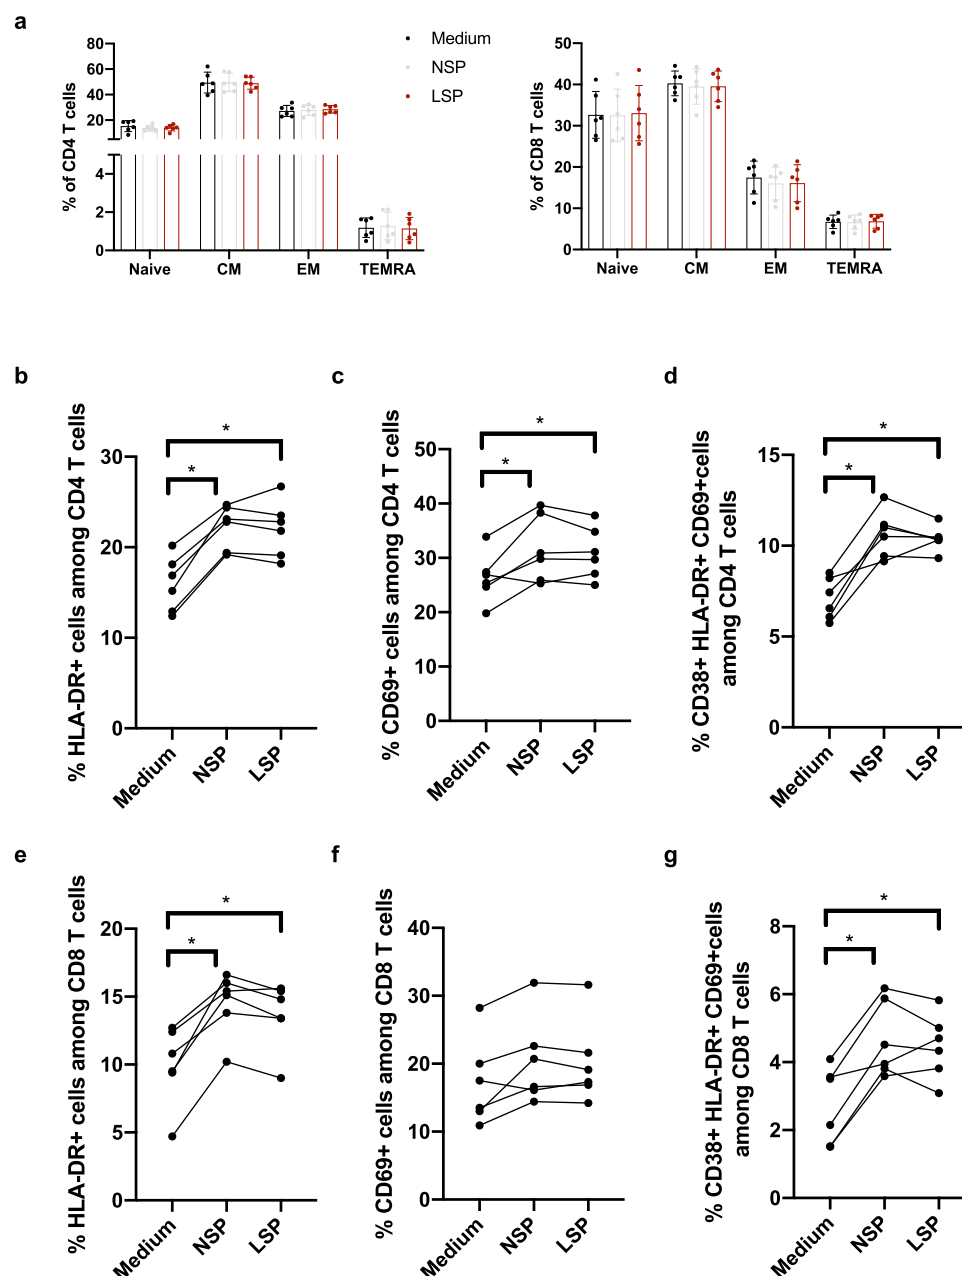 a
% of CD4 T cells
80
60
40
20
4
2
0
Naive CM EM TEMRA
Medium
NSP
LSP
% of CD8 T cells
50
40
30
20
10
0
Naive CM EM TEMRA
b
% HLA-DR+ cells among CD4 T cells
30
20
10
0
*
*
Medium NSP LSP
c
% CD69+ cells among CD4 T cells
50
40
30
20
10
0
*
*
Medium NSP LSP
d
% CD38+ HLA-DR+ CD69+cells
among CD4 T cells
15
10
5
0
*
*
Medium NSP LSP
e
% HLA-DR+ cells among CD8 T cells
20
15
10
5
0
*
*
Medium NSP LSP
f
% CD69+ cells among CD8 T cells
40
30
20
10
0
Medium NSP LSP
g
% CD38+ HLA-DR+ CD69+cells
among CD8 T cells
8
6
4
2
0
*
*
Medium NSP LSP